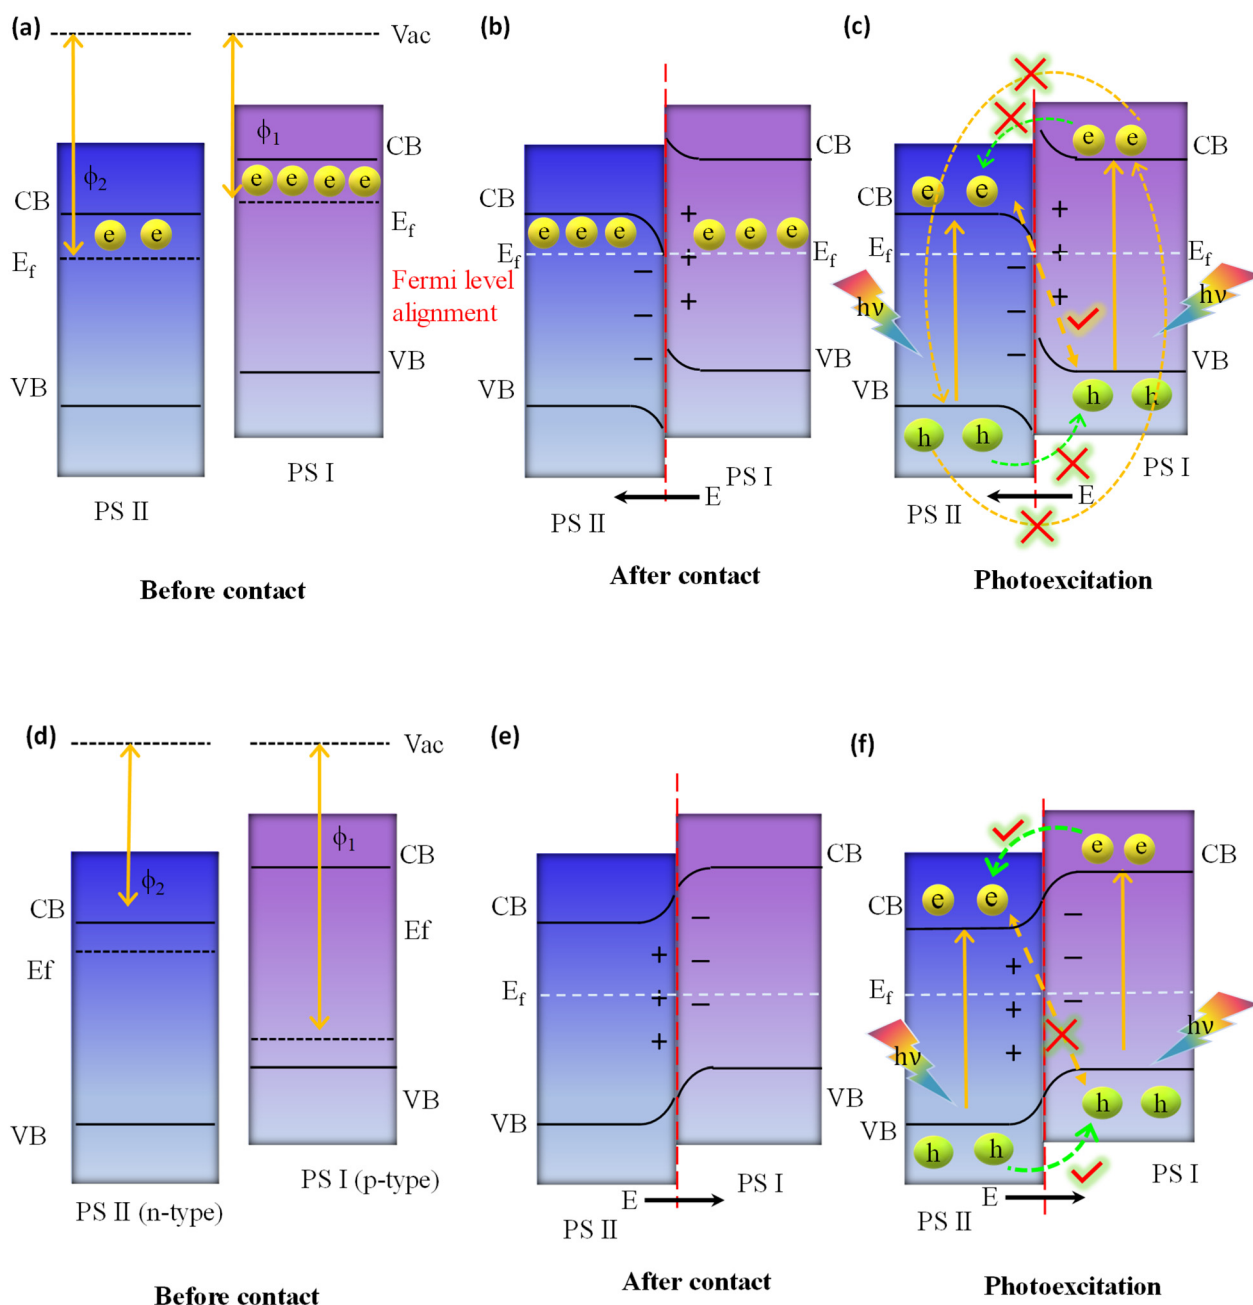 (a)
Vac
ϕ1
ϕ2
CB
e e e e
CB
e e
Ef
Ef
Fermi level
alignment
VB
VB
PS I
PS II
Before contact
(b)
CB
CB
e e e
+
e e e
Ef
+
Ef
−
+
−
−
VB
VB
PS I
E
PS II
After contact
(c)
e e
CB
e e
CB
+
Ef
+
Ef
−
hν
+
hν
−
−
VB
VB
h h
h h
PS I
E
PS II
Photoexcitation
(d)
Vac
ϕ1
CB
ϕ2
CB
Ef
Ef
VB
VB
PS I (p-type)
PS II (n-type)
Before contact
(e)
CB
CB
−
+
−
Ef
+
−
+
VB
VB
PS I
E
PS II
After contact
(f)
e e
CB
e e
CB
−
+
−
Ef
−
+
hν
hν
+
VB
h h
VB
h h
PS I
E
PS II
Photoexcitation